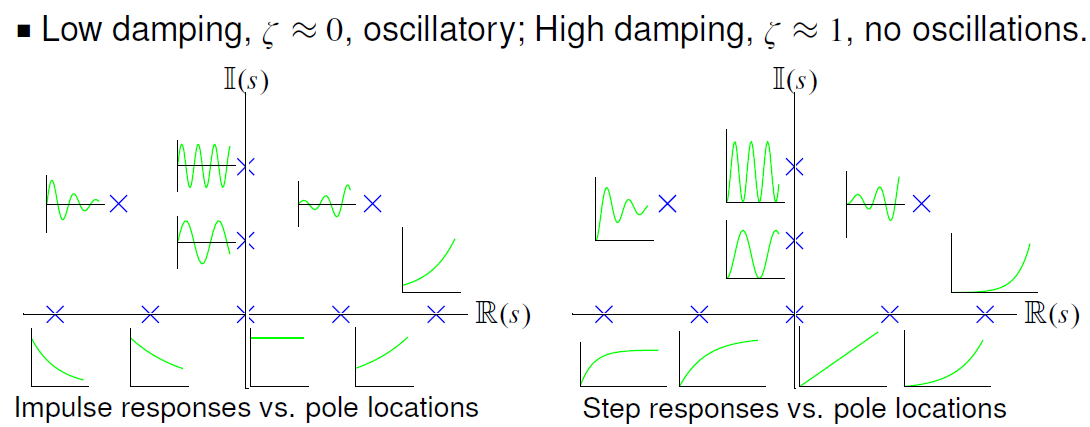 ▪ Low damping, ζ ≈ 0, oscillatory; High damping, ζ ≈ 1, no oscillations.
𝕀(s)
ℝ(s)
Impulse responses vs. pole locations
𝕀(s)
ℝ(s)
Step responses vs. pole locations